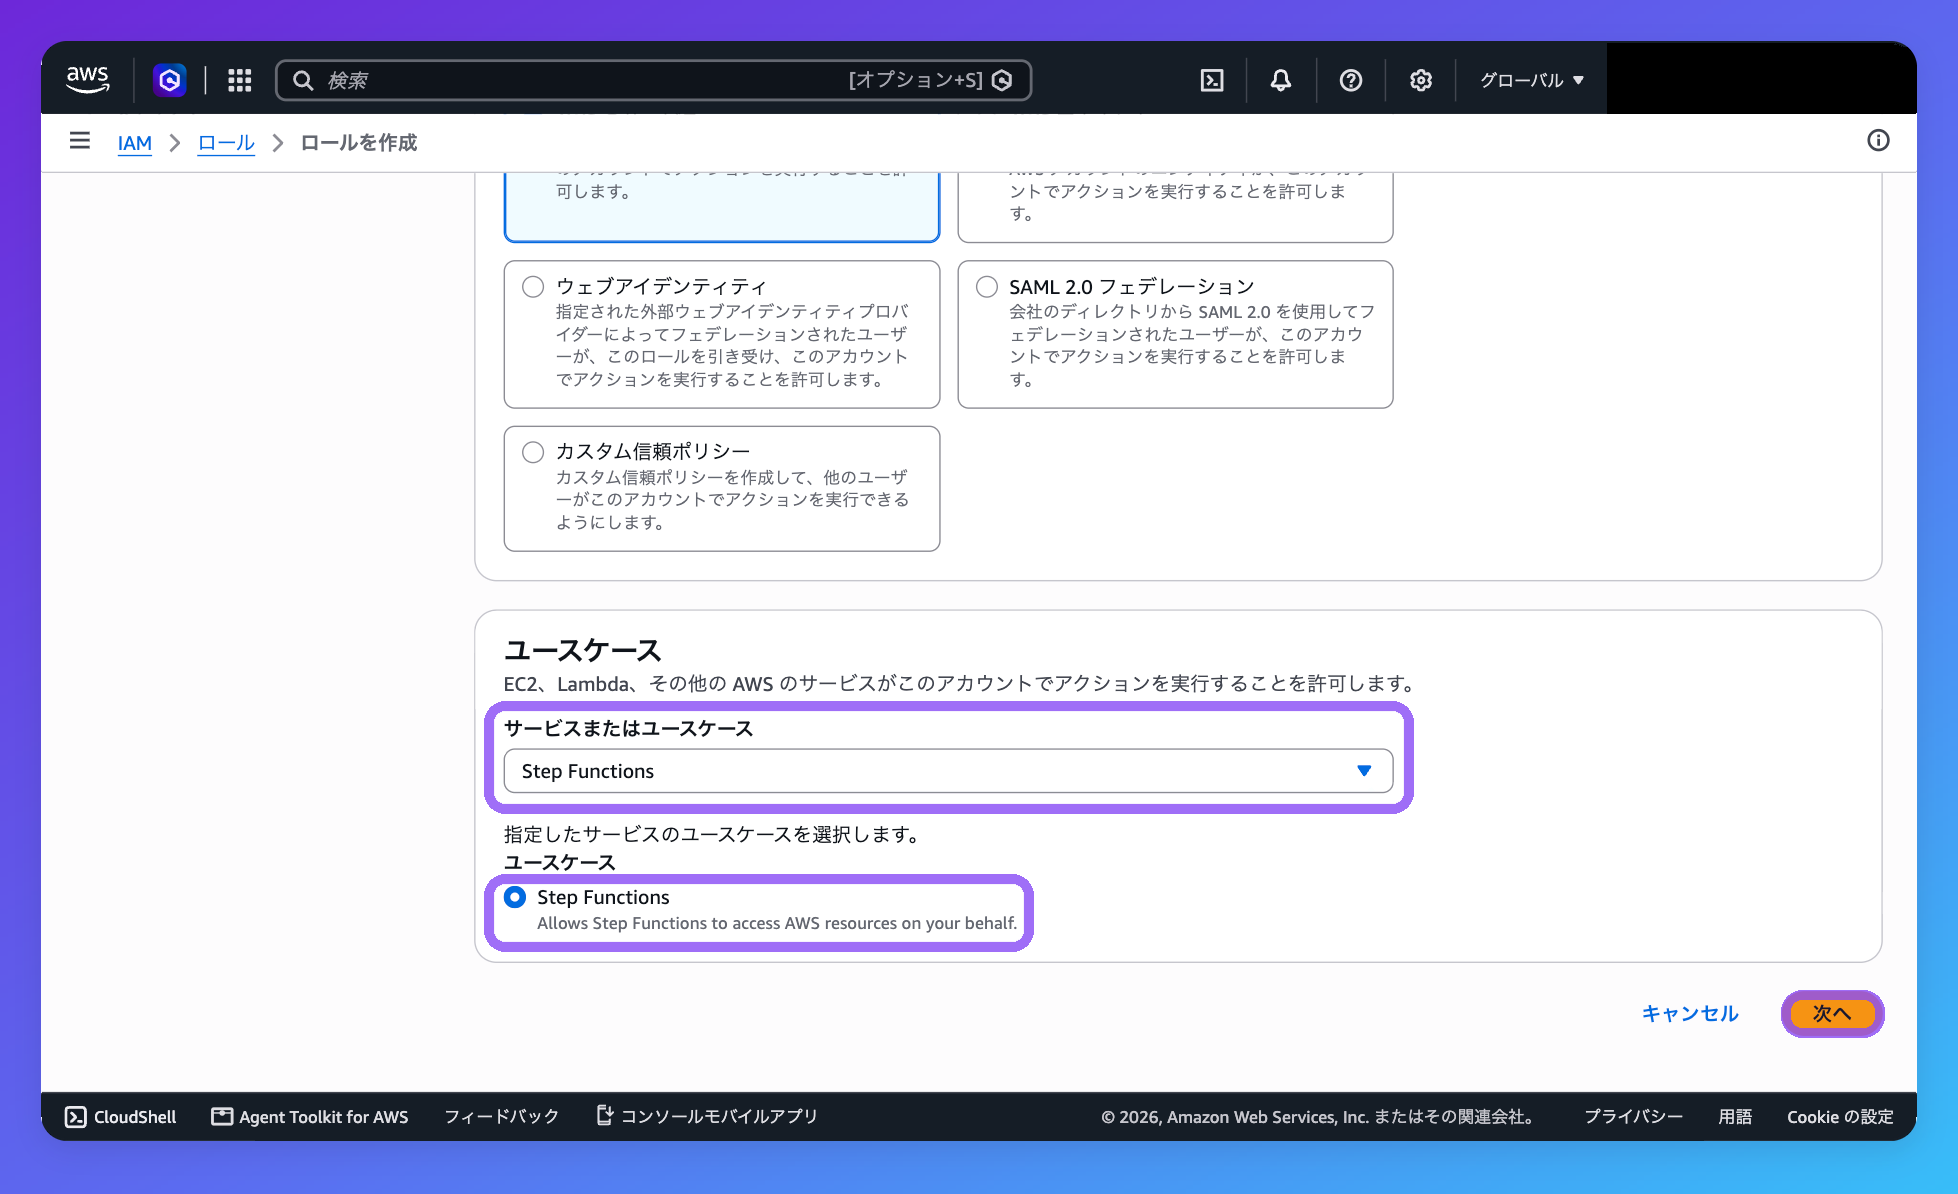 aws
検索
[オプション+S]
グローバル
IAM
ロール
ロールを作成
可します。
ントでアクションを実行することを許可しま
す。
ウェブアイデンティティ
指定された外部ウェブアイデンティティプロバ
イダーによってフェデレーションされたユーザ
ーが、このロールを引き受け、このアカウント
でアクションを実行することを許可します。
SAML 2.0 フェデレーション
会社のディレクトリから SAML 2.0 を使用してフ
ェデレーションされたユーザーが、このアカウ
ントでアクションを実行することを許可しま
す。
カスタム信頼ポリシー
カスタム信頼ポリシーを作成して、他のユーザ
ーがこのアカウントでアクションを実行できる
ようにします。
ユースケース
EC2、Lambda、その他の AWS のサービスがこのアカウントでアクションを実行することを許可します。
サービスまたはユースケース
Step Functions
指定したサービスのユースケースを選択します。
ユースケース
Step Functions
Allows Step Functions to access AWS resources on your behalf.
キャンセル
次へ
CloudShell
Agent Toolkit for AWS
フィードバック
コンソールモバイルアプリ
© 2026, Amazon Web Services, Inc. またはその関連会社。
プライバシー
用語
Cookie の設定